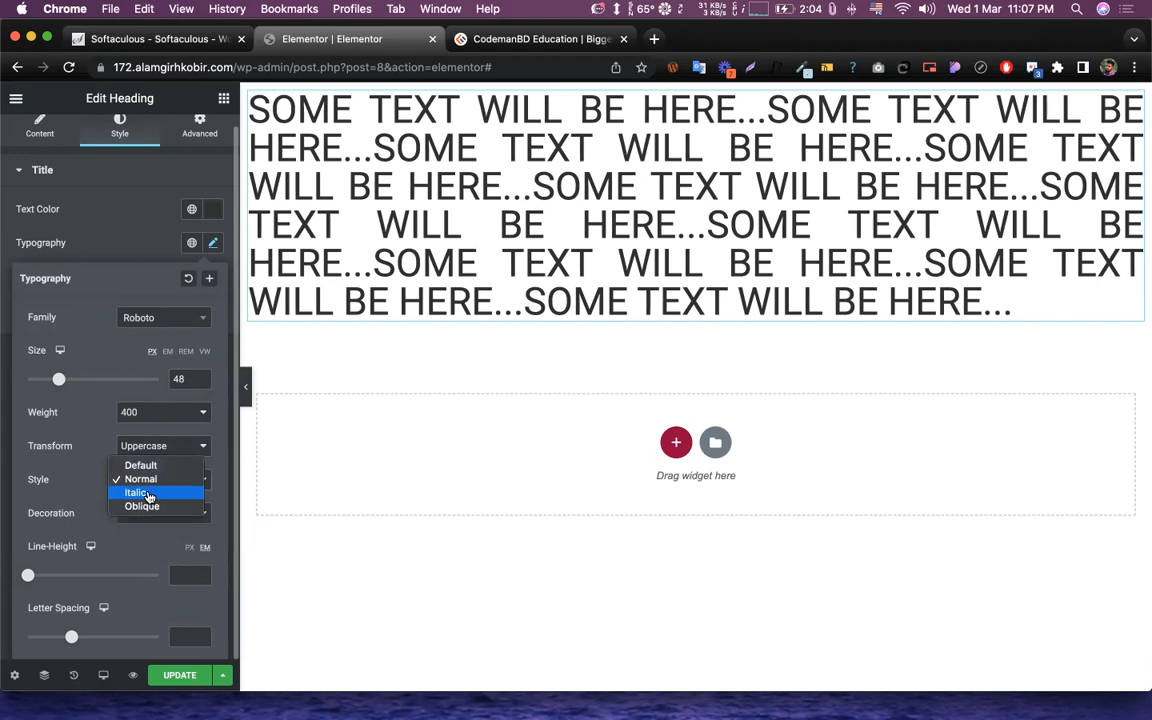 Chrome File Edit View History Bookmarks Profiles Tab Window Help 31 KB/s 3 KB/s 65° 2:04 Wed 1 Mar 11:07 PM
Softaculous - Softaculous - W
Elementor | Elementor
CodemanBD Education | Bigge
172.alamgirhkobir.com/wp-admin/post.php?post=8&action=elementor#
7
3
Edit Heading
Content Style Advanced
Title
Text Color
Typography
Typography
Family Roboto
Size PX EM REM VW
48
Weight 400
Transform Uppercase
Default
Style Normal
Italic
Oblique
Decoration
Line-Height PX EM
Letter Spacing
UPDATE
SOME TEXT WILL BE HERE...SOME TEXT WILL BE
HERE...SOME TEXT WILL BE HERE...SOME TEXT
WILL BE HERE...SOME TEXT WILL BE HERE...SOME
TEXT WILL BE HERE...SOME TEXT WILL BE
HERE...SOME TEXT WILL BE HERE...SOME TEXT
WILL BE HERE...SOME TEXT WILL BE HERE...
Drag widget here